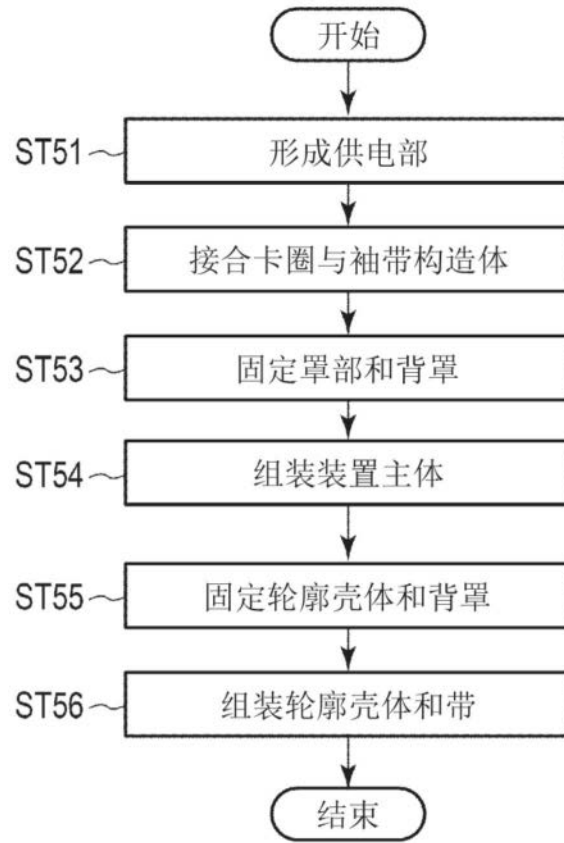 开始
ST51 形成供电部
ST52 接合卡圈与袖带构造体
ST53 固定罩部和背罩
ST54 组装装置主体
ST55 固定轮廓壳体和背罩
ST56 组装轮廓壳体和带
结束